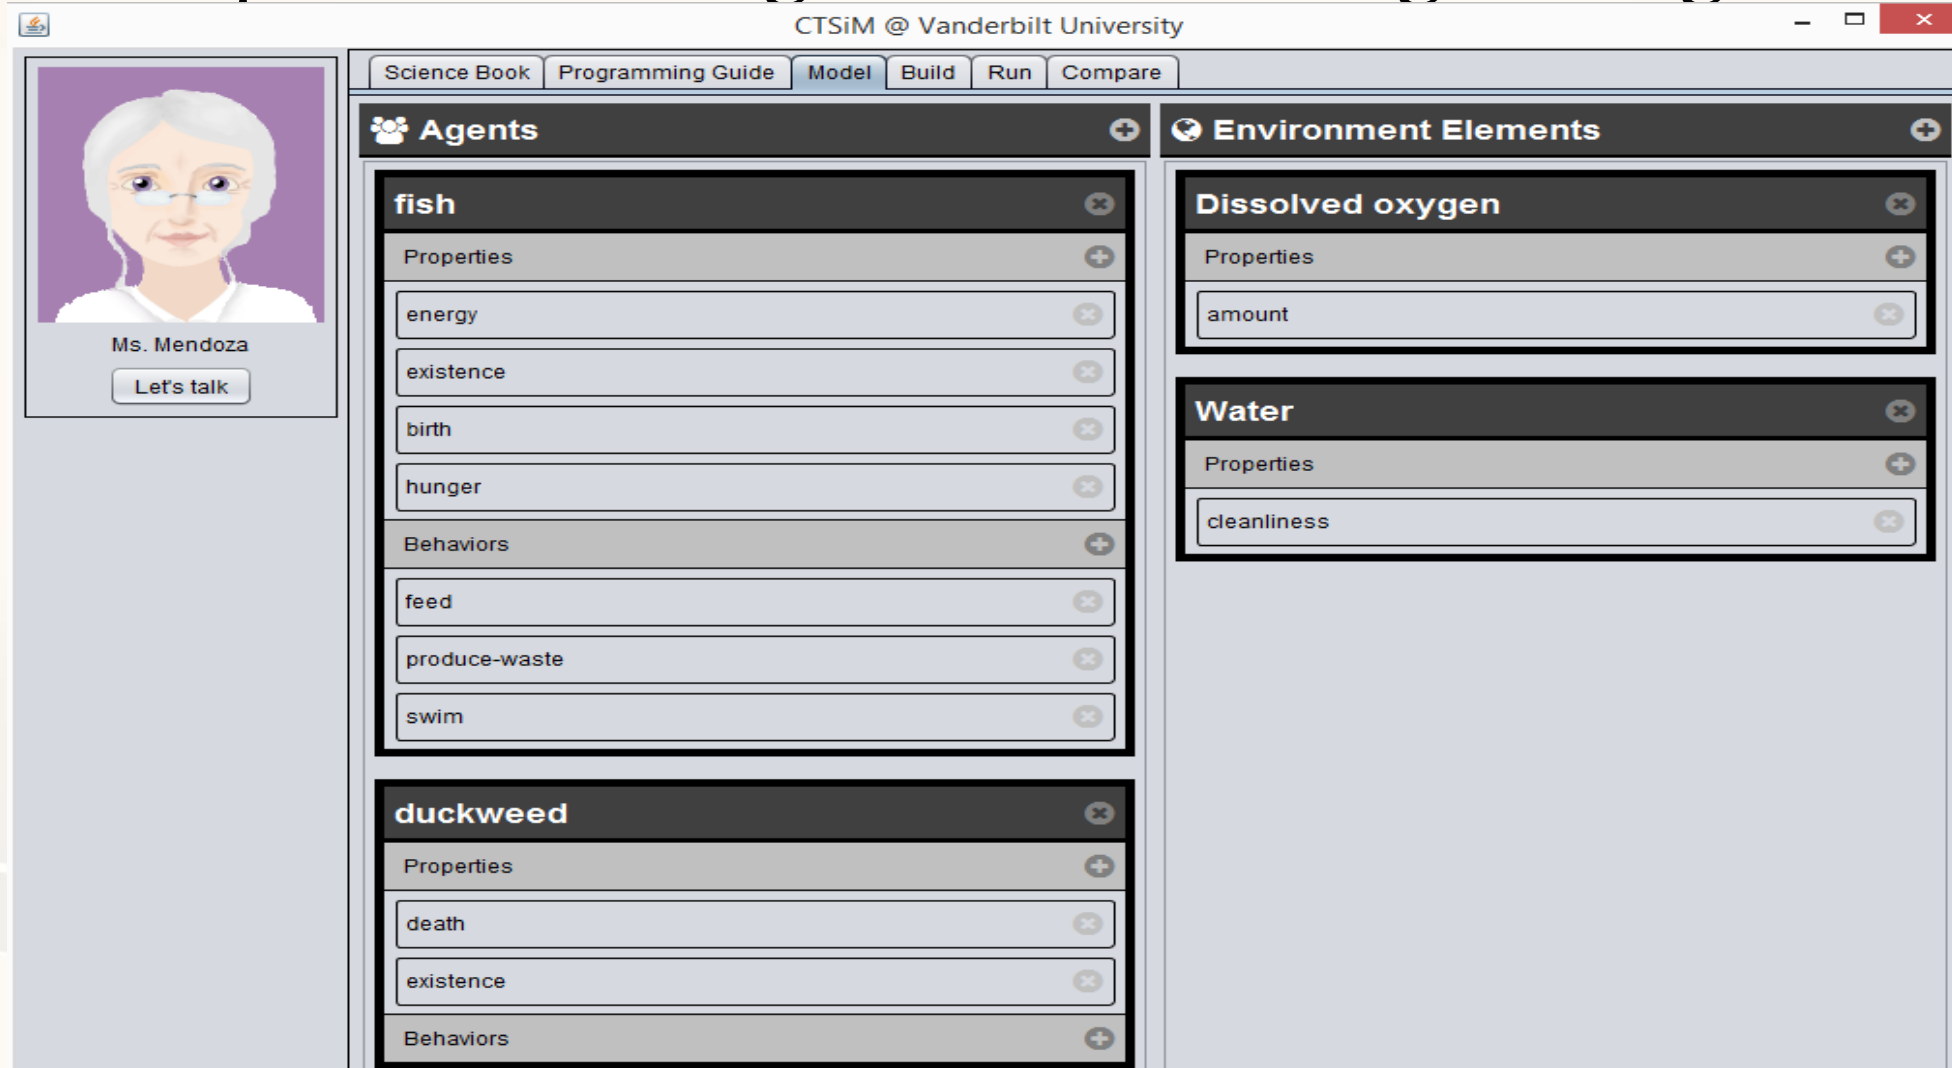 CTSiM @ Vanderbilt University
Science Book Programming Guide Model Build Run Compare
Ms. Mendoza
Let's talk
Agents
fish
Properties
energy
existence
birth
hunger
Behaviors
feed
produce-waste
swim
duckweed
Properties
death
existence
Behaviors
Environment Elements
Dissolved oxygen
Properties
amount
Water
Properties
cleanliness